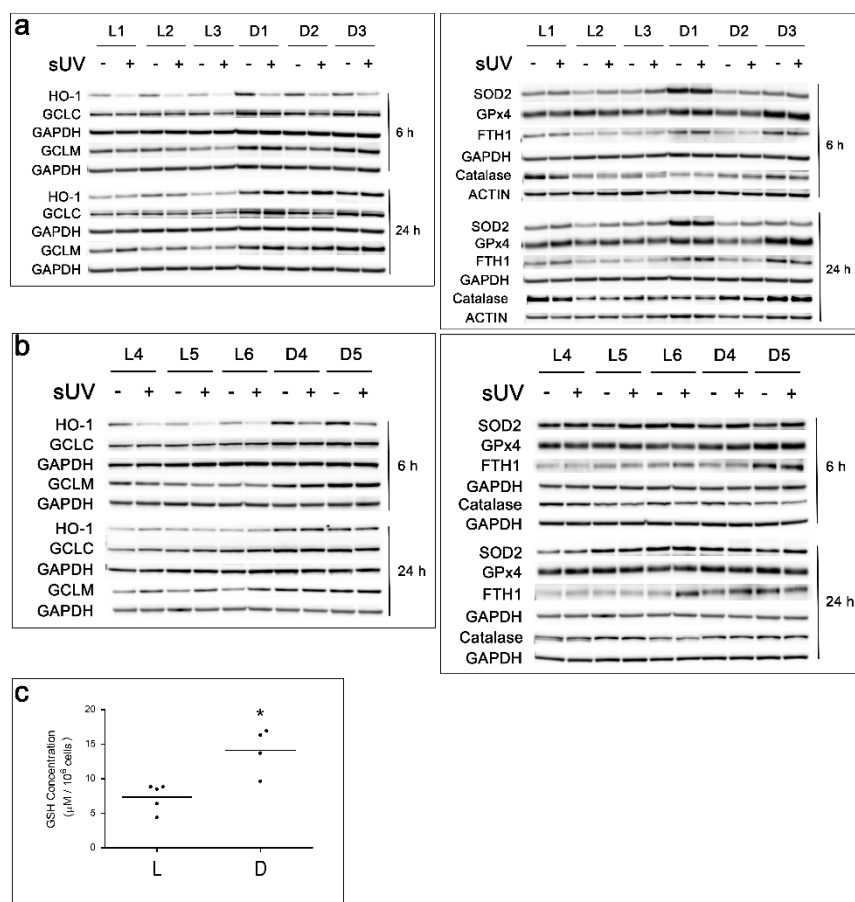 a
L1 L2 L3 D1 D2 D3
sUV - + - + - + - + - + - +
HO-1
GCLC
GAPDH
GCLM
GAPDH
6 h
HO-1
GCLC
GAPDH
GCLM
GAPDH
24 h
L1 L2 L3 D1 D2 D3
sUV - + - + - + - + - + - +
SOD2
GPx4
FTH1
GAPDH
Catalase
ACTIN
6 h
SOD2
GPx4
FTH1
GAPDH
Catalase
ACTIN
24 h
b
L4 L5 L6 D4 D5
sUV - + - + - + - + - +
HO-1
GCLC
GAPDH
GCLM
GAPDH
6 h
HO-1
GCLC
GAPDH
GCLM
GAPDH
24 h
L4 L5 L6 D4 D5
sUV - + - + - + - + - +
SOD2
GPx4
FTH1
GAPDH
Catalase
GAPDH
6 h
SOD2
GPx4
FTH1
GAPDH
Catalase
GAPDH
24 h
c
GSH Concentration
(μM / 10⁶ cells)
20
15
10
5
0
*
L D